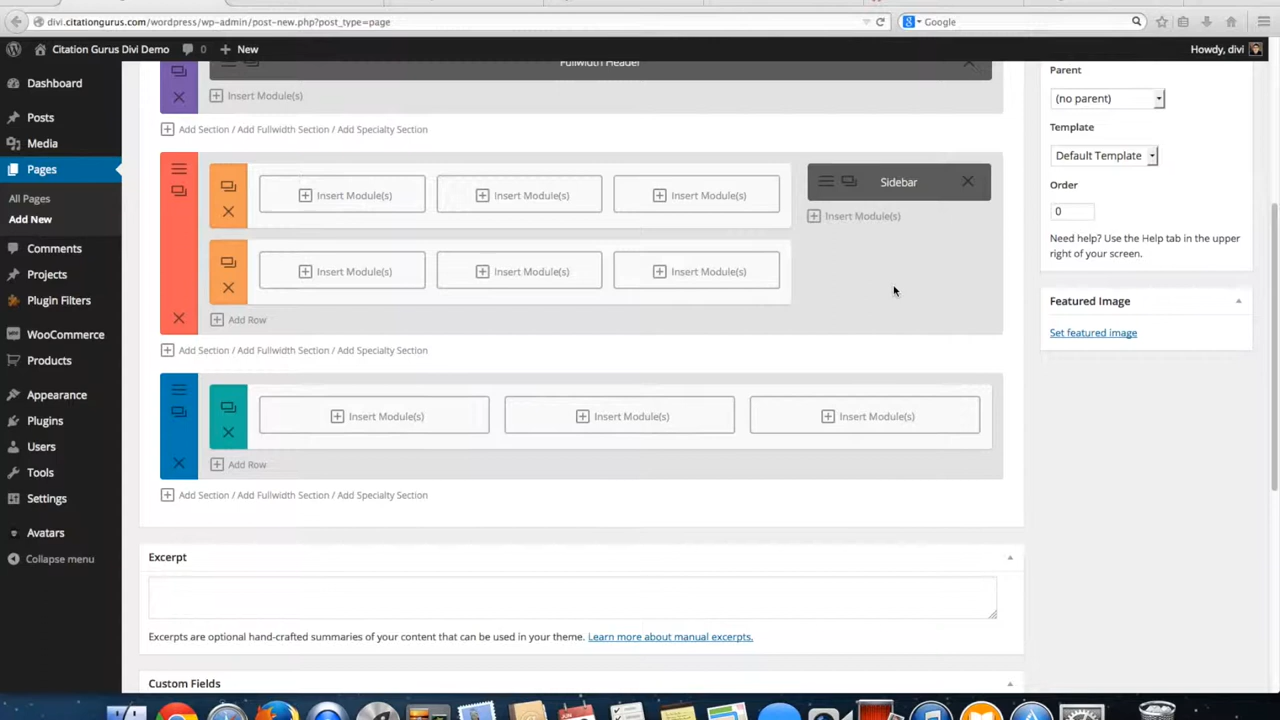 divi.citationgurus.com/wordpress/wp-admin/post-new.php?post_type=page
Google
Citation Gurus Divi Demo
0
New
Howdy, divi
Dashboard
Posts
Media
Pages
All Pages
Add New
Comments
Projects
Plugin Filters
WooCommerce
Products
Appearance
Plugins
Users
Tools
Settings
Avatars
Collapse menu
Fullwidth Header
Insert Module(s)
Add Section / Add Fullwidth Section / Add Specialty Section
Insert Module(s) Insert Module(s) Insert Module(s)
Sidebar
Insert Module(s)
Insert Module(s) Insert Module(s) Insert Module(s)
Add Row
Add Section / Add Fullwidth Section / Add Specialty Section
Insert Module(s) Insert Module(s) Insert Module(s)
Add Row
Add Section / Add Fullwidth Section / Add Specialty Section
Excerpt
Excerpts are optional hand-crafted summaries of your content that can be used in your theme. Learn more about manual excerpts.
Custom Fields
Parent
(no parent)
Template
Default Template
Order
0
Need help? Use the Help tab in the upper
right of your screen.
Featured Image
Set featured image